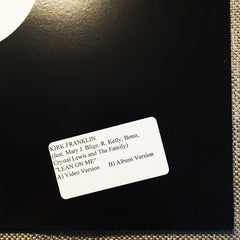 KIRK FRANKLIN
(feat. Mary J. Blige, R. Kelly, Bono,
Crystal Lewis and The Family)
"LEAN ON ME"
A) Video Version B) Album Version